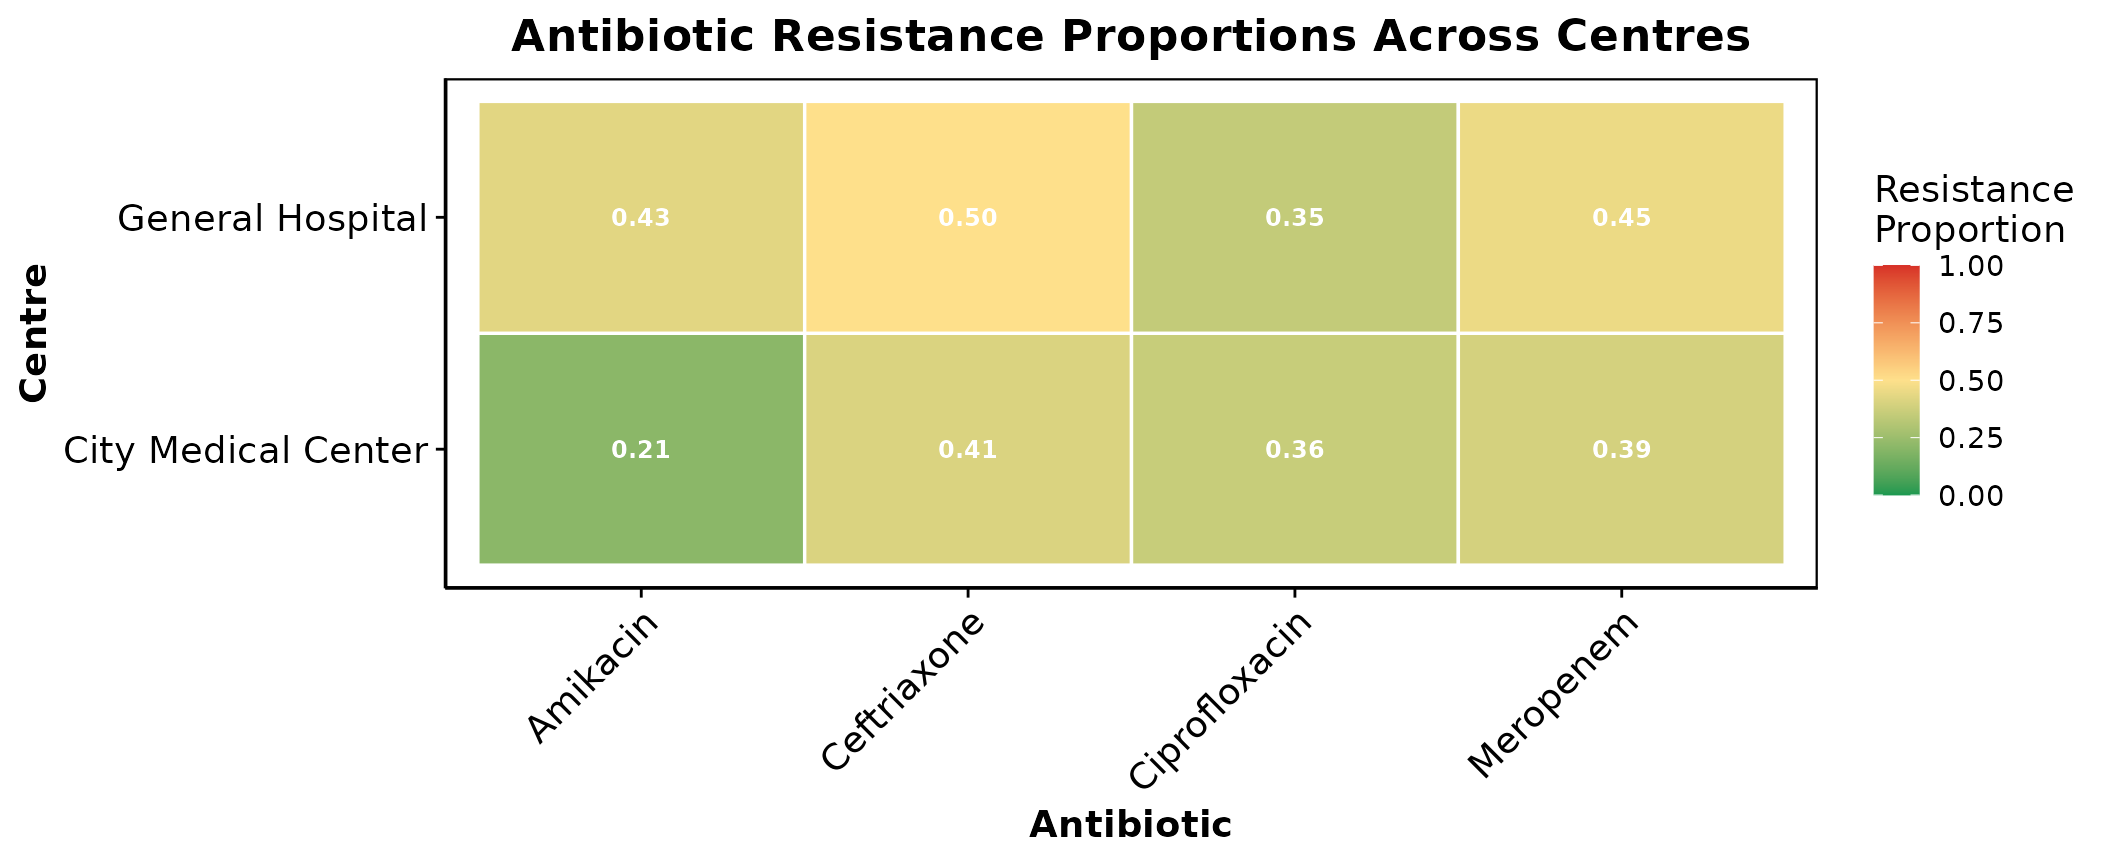 Antibiotic Resistance Proportions Across Centres
Centre
General Hospital
0.43 0.50 0.35 0.45
City Medical Center
0.21 0.41 0.36 0.39
Amikacin
Ceftriaxone
Ciprofloxacin
Meropenem
Antibiotic
Resistance
Proportion
1.00
0.75
0.50
0.25
0.00